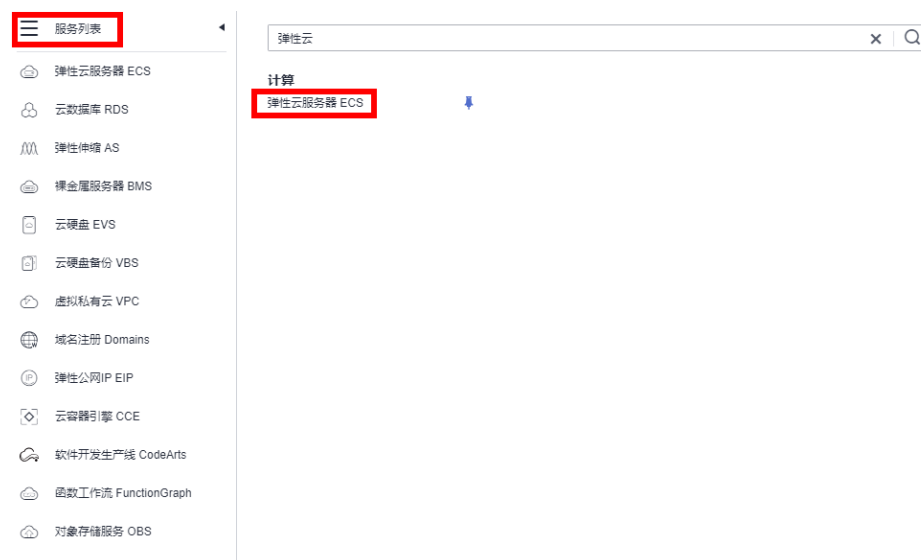 服务列表
弹性云服务器 ECS
云数据库 RDS
弹性伸缩 AS
裸金属服务器 BMS
云硬盘 EVS
云硬盘备份 VBS
虚拟私有云 VPC
域名注册 Domains
弹性公网IP EIP
云容器引擎 CCE
软件开发生产线 CodeArts
函数工作流 FunctionGraph
对象存储服务 OBS
弹性云
计算
弹性云服务器 ECS